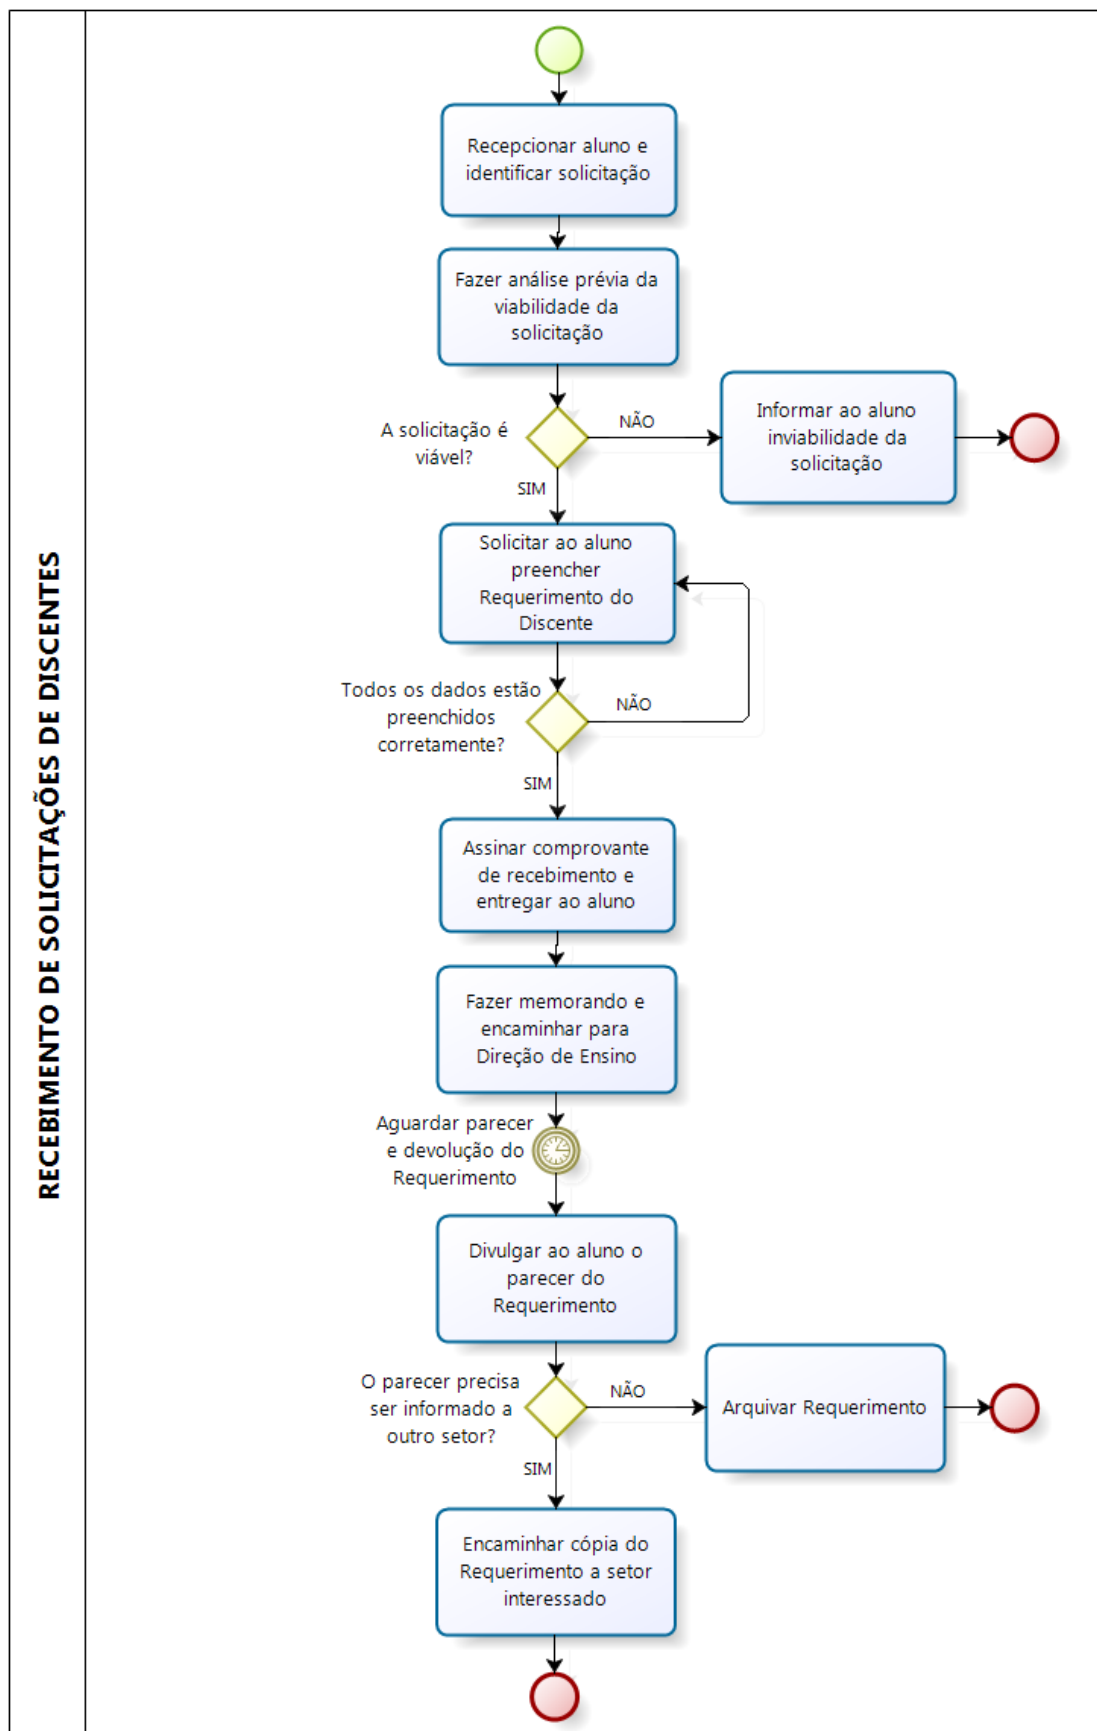 RECEBIMENTO DE SOLICITAÇÕES DE DISCENTES
Recepcionar aluno e
identificar solicitação
Fazer análise prévia da
viabilidade da
solicitação
A solicitação é
viável?
NÃO
Informar ao aluno
inviabilidade da
solicitação
SIM
Solicitar ao aluno
preencher
Requerimento do
Discente
Todos os dados estão
preenchidos
corretamente?
NÃO
SIM
Assinar comprovante
de recebimento e
entregar ao aluno
Fazer memorando e
encaminhar para
Direção de Ensino
Aguardar parecer
e devolução do
Requerimento
Divulgar ao aluno o
parecer do
Requerimento
O parecer precisa
ser informado a
outro setor?
NÃO
Arquivar Requerimento
SIM
Encaminhar cópia do
Requerimento a setor
interessado